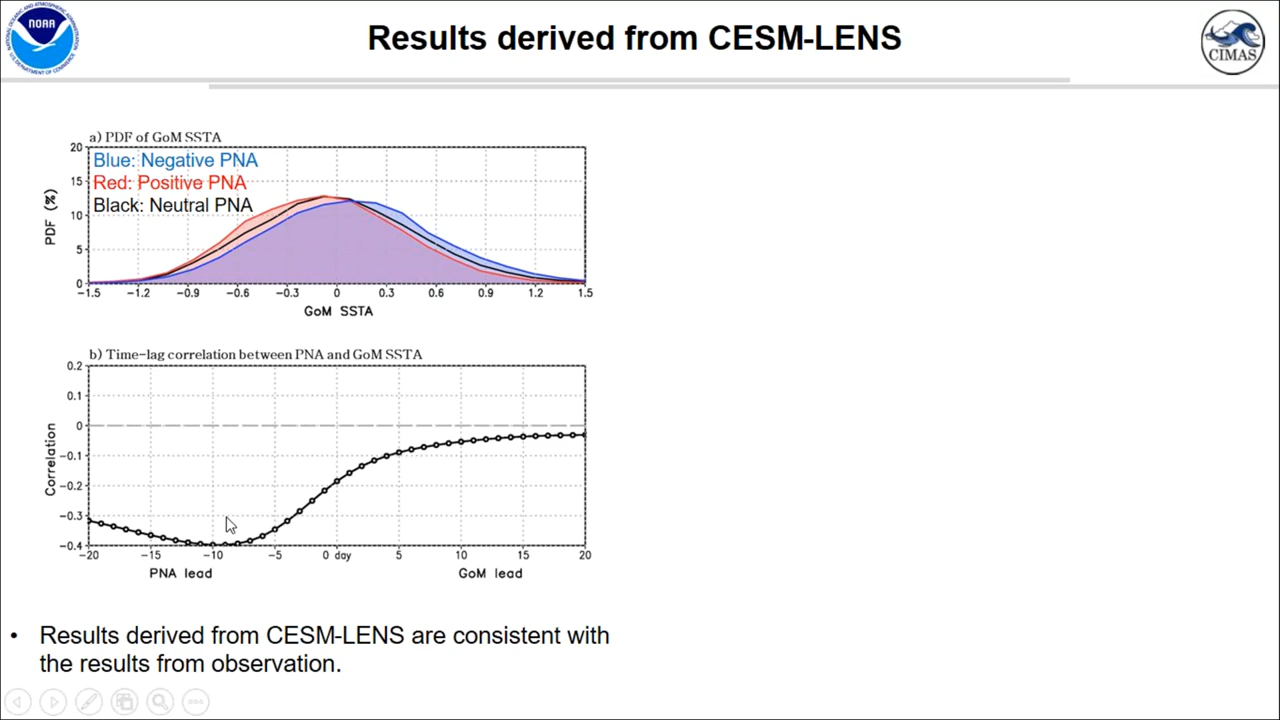 NOAA
Results derived from CESM-LENS
CIMAS
a) PDF of GoM SSTA
Blue: Negative PNA
Red: Positive PNA
Black: Neutral PNA
PDF (%)
20
15
10
5
0
-1.5 -1.2 -0.9 -0.6 -0.3 0 0.3 0.6 0.9 1.2 1.5
GoM SSTA
b) Time-lag correlation between PNA and GoM SSTA
Correlation
0.2
0.1
0
-0.1
-0.2
-0.3
-0.4
-20 -15 -10 -5 0 day 5 10 15 20
PNA lead GoM lead
• Results derived from CESM-LENS are consistent with
the results from observation.